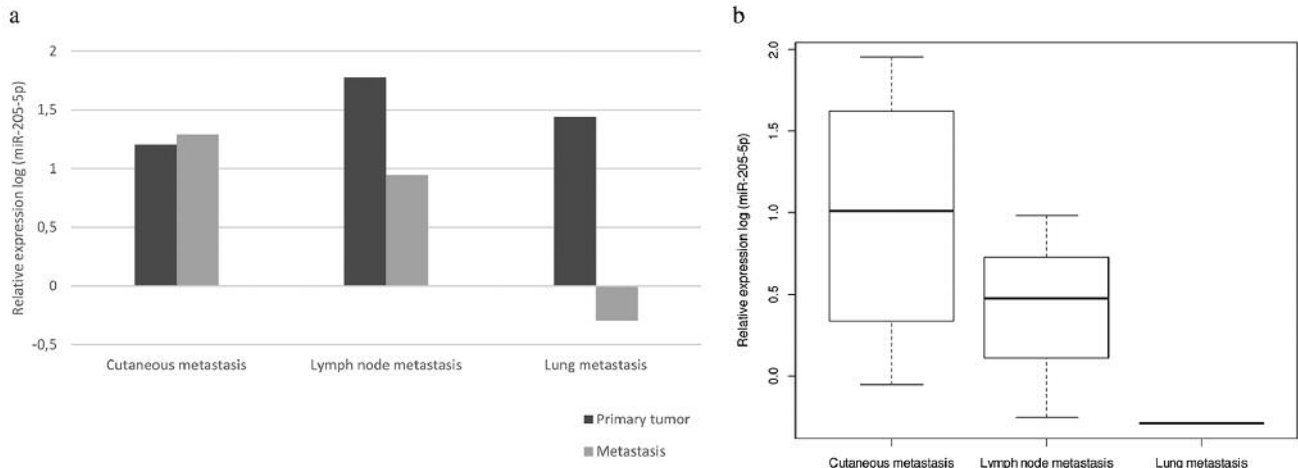 a
Relative expression log (miR-205-5p)
2
1,5
1
0,5
0
-0,5
Cutaneous metastasis Lymph node metastasis Lung metastasis
Primary tumor
Metastasis
b
Relative expression log (miR-205-5p)
2.0
1.5
1.0
0.5
0.0
Cutaneous metastasis Lymph node metastasis Lung metastasis